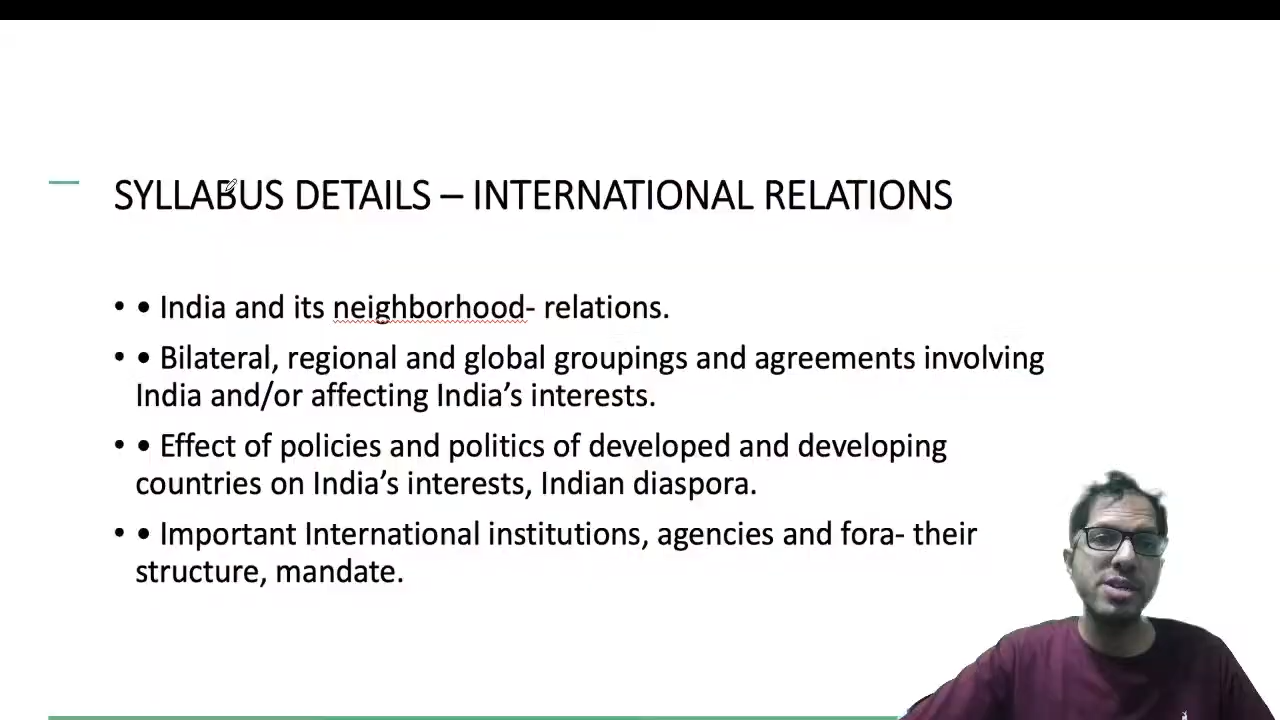 SYLLABUS DETAILS – INTERNATIONAL RELATIONS
• • India and its neighborhood- relations.
• • Bilateral, regional and global groupings and agreements involving
India and/or affecting India’s interests.
• • Effect of policies and politics of developed and developing
countries on India’s interests, Indian diaspora.
• • Important International institutions, agencies and fora- their
structure, mandate.